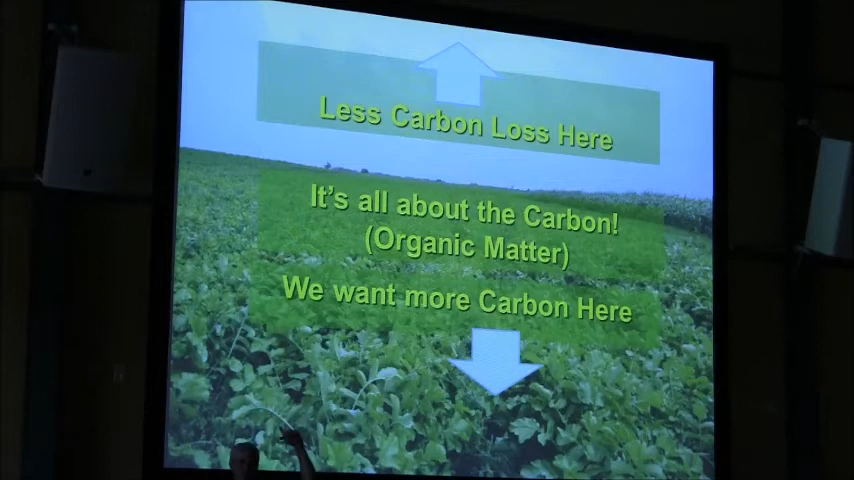 Less Carbon Loss Here
It's all about the Carbon!
(Organic Matter)
We want more Carbon Here